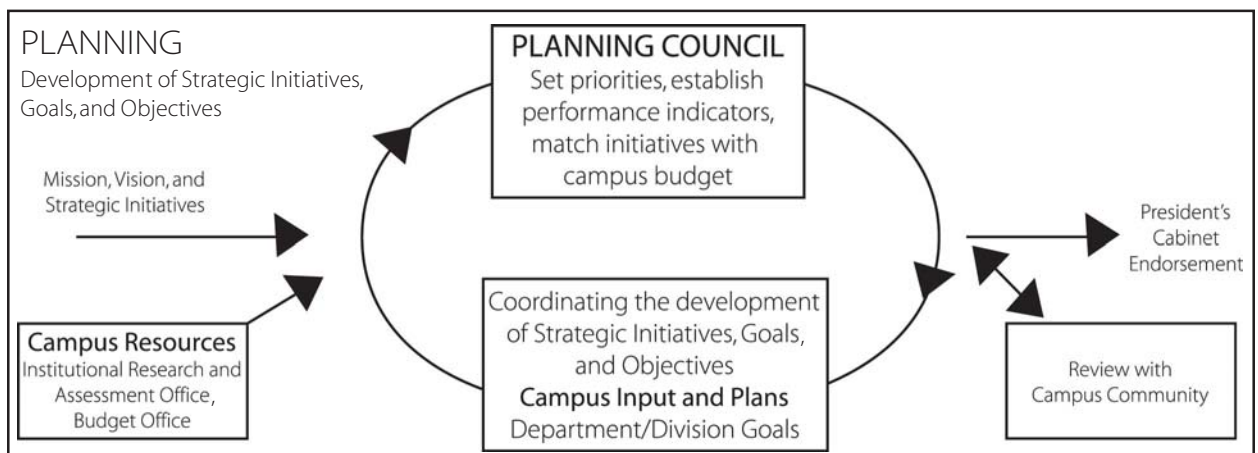 PLANNING
Development of Strategic Initiatives,
Goals, and Objectives
Mission, Vision, and
Strategic Initiatives
Campus Resources
Institutional Research and
Assessment Office,
Budget Office
PLANNING COUNCIL
Set priorities, establish
performance indicators,
match initiatives with
campus budget
Coordinating the development
of Strategic Initiatives, Goals,
and Objectives
Campus Input and Plans
Department/Division Goals
President's
Cabinet
Endorsement
Review with
Campus Community